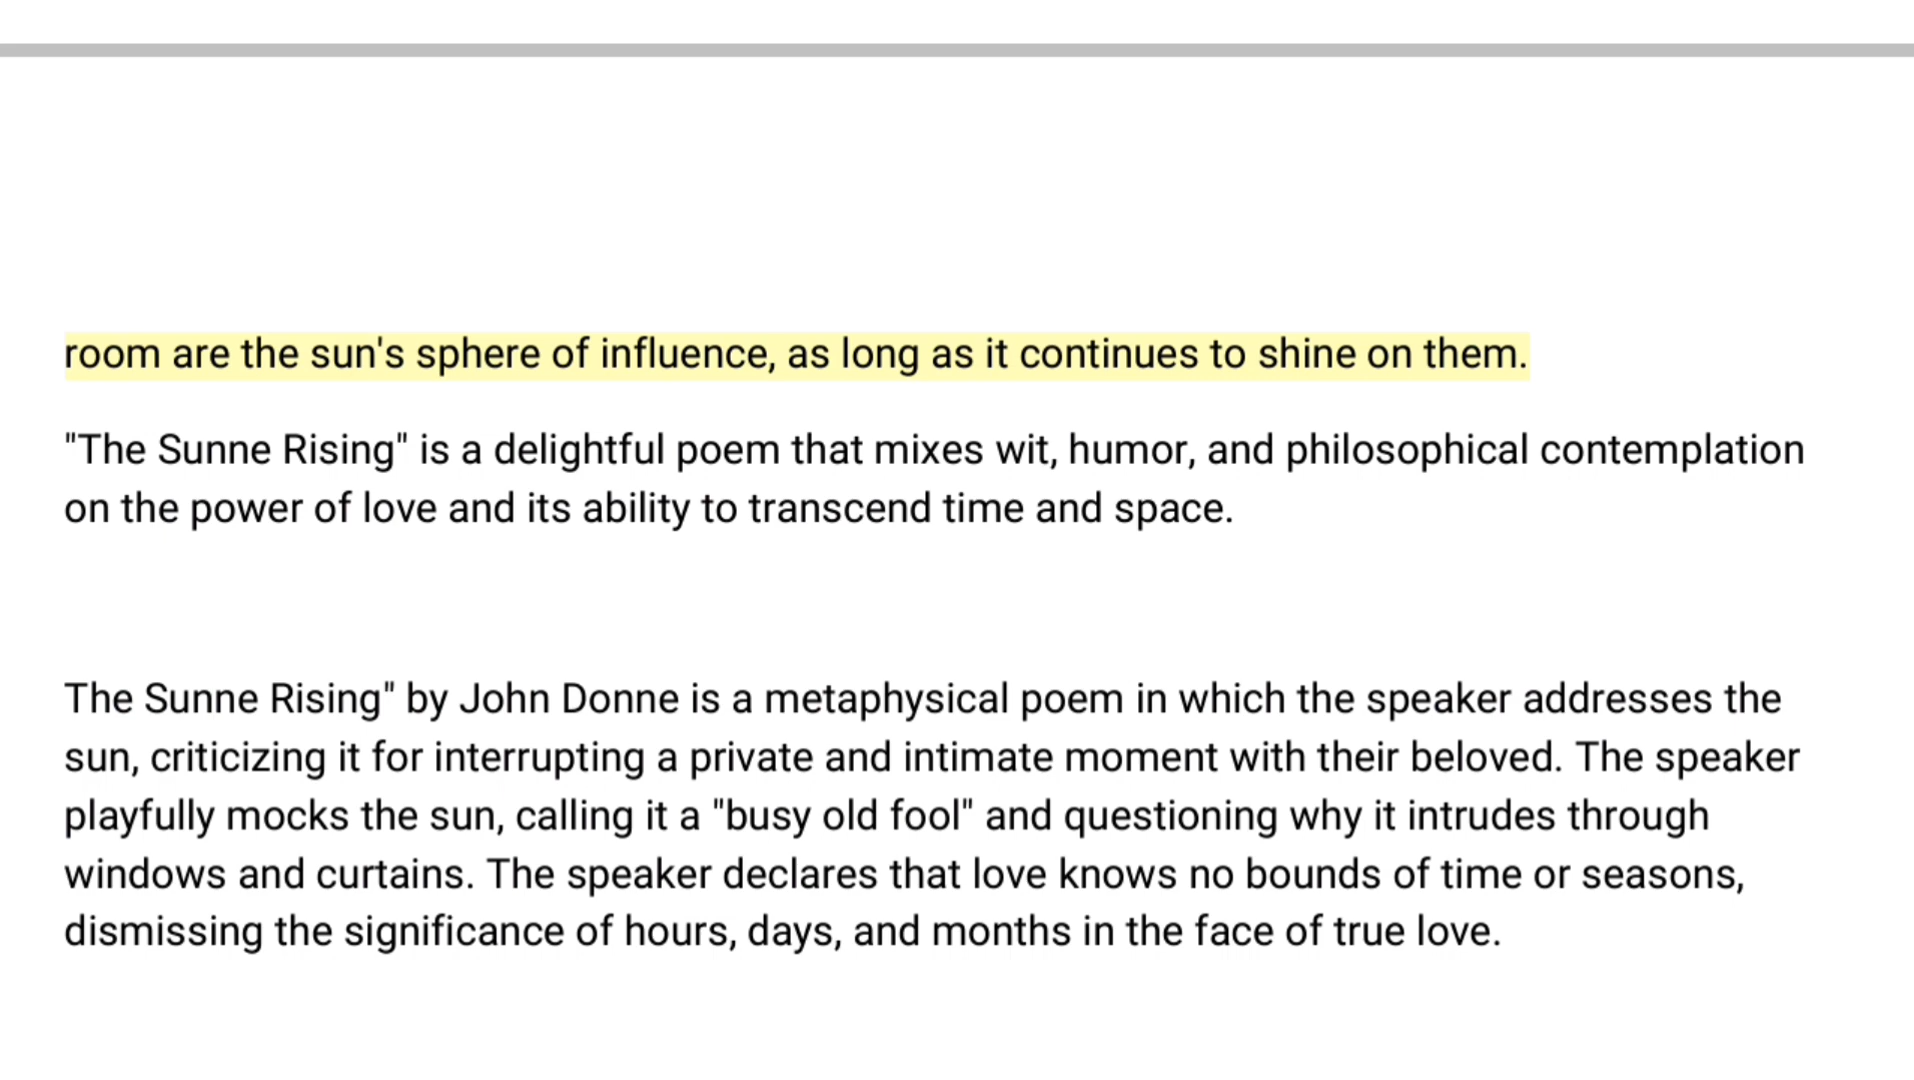 room are the sun's sphere of influence, as long as it continues to shine on them.
"The Sunne Rising" is a delightful poem that mixes wit, humor, and philosophical contemplation
on the power of love and its ability to transcend time and space.
The Sunne Rising" by John Donne is a metaphysical poem in which the speaker addresses the
sun, criticizing it for interrupting a private and intimate moment with their beloved. The speaker
playfully mocks the sun, calling it a "busy old fool" and questioning why it intrudes through
windows and curtains. The speaker declares that love knows no bounds of time or seasons,
dismissing the significance of hours, days, and months in the face of true love.